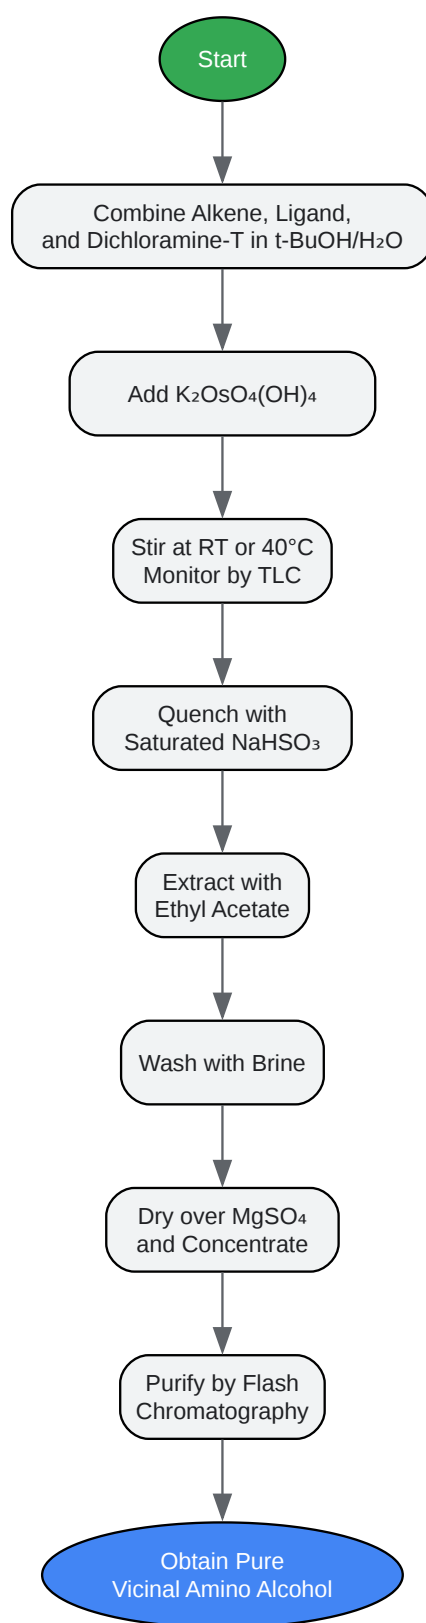 Start
Combine Alkene, Ligand,
and Dichloramine-T in t-BuOH/H₂O
Add K₂OsO₄(OH)₄
Stir at RT or 40°C
Monitor by TLC
Quench with
Saturated NaHSO₃
Extract with
Ethyl Acetate
Wash with Brine
Dry over MgSO₄
and Concentrate
Purify by Flash
Chromatography
Obtain Pure
Vicinal Amino Alcohol